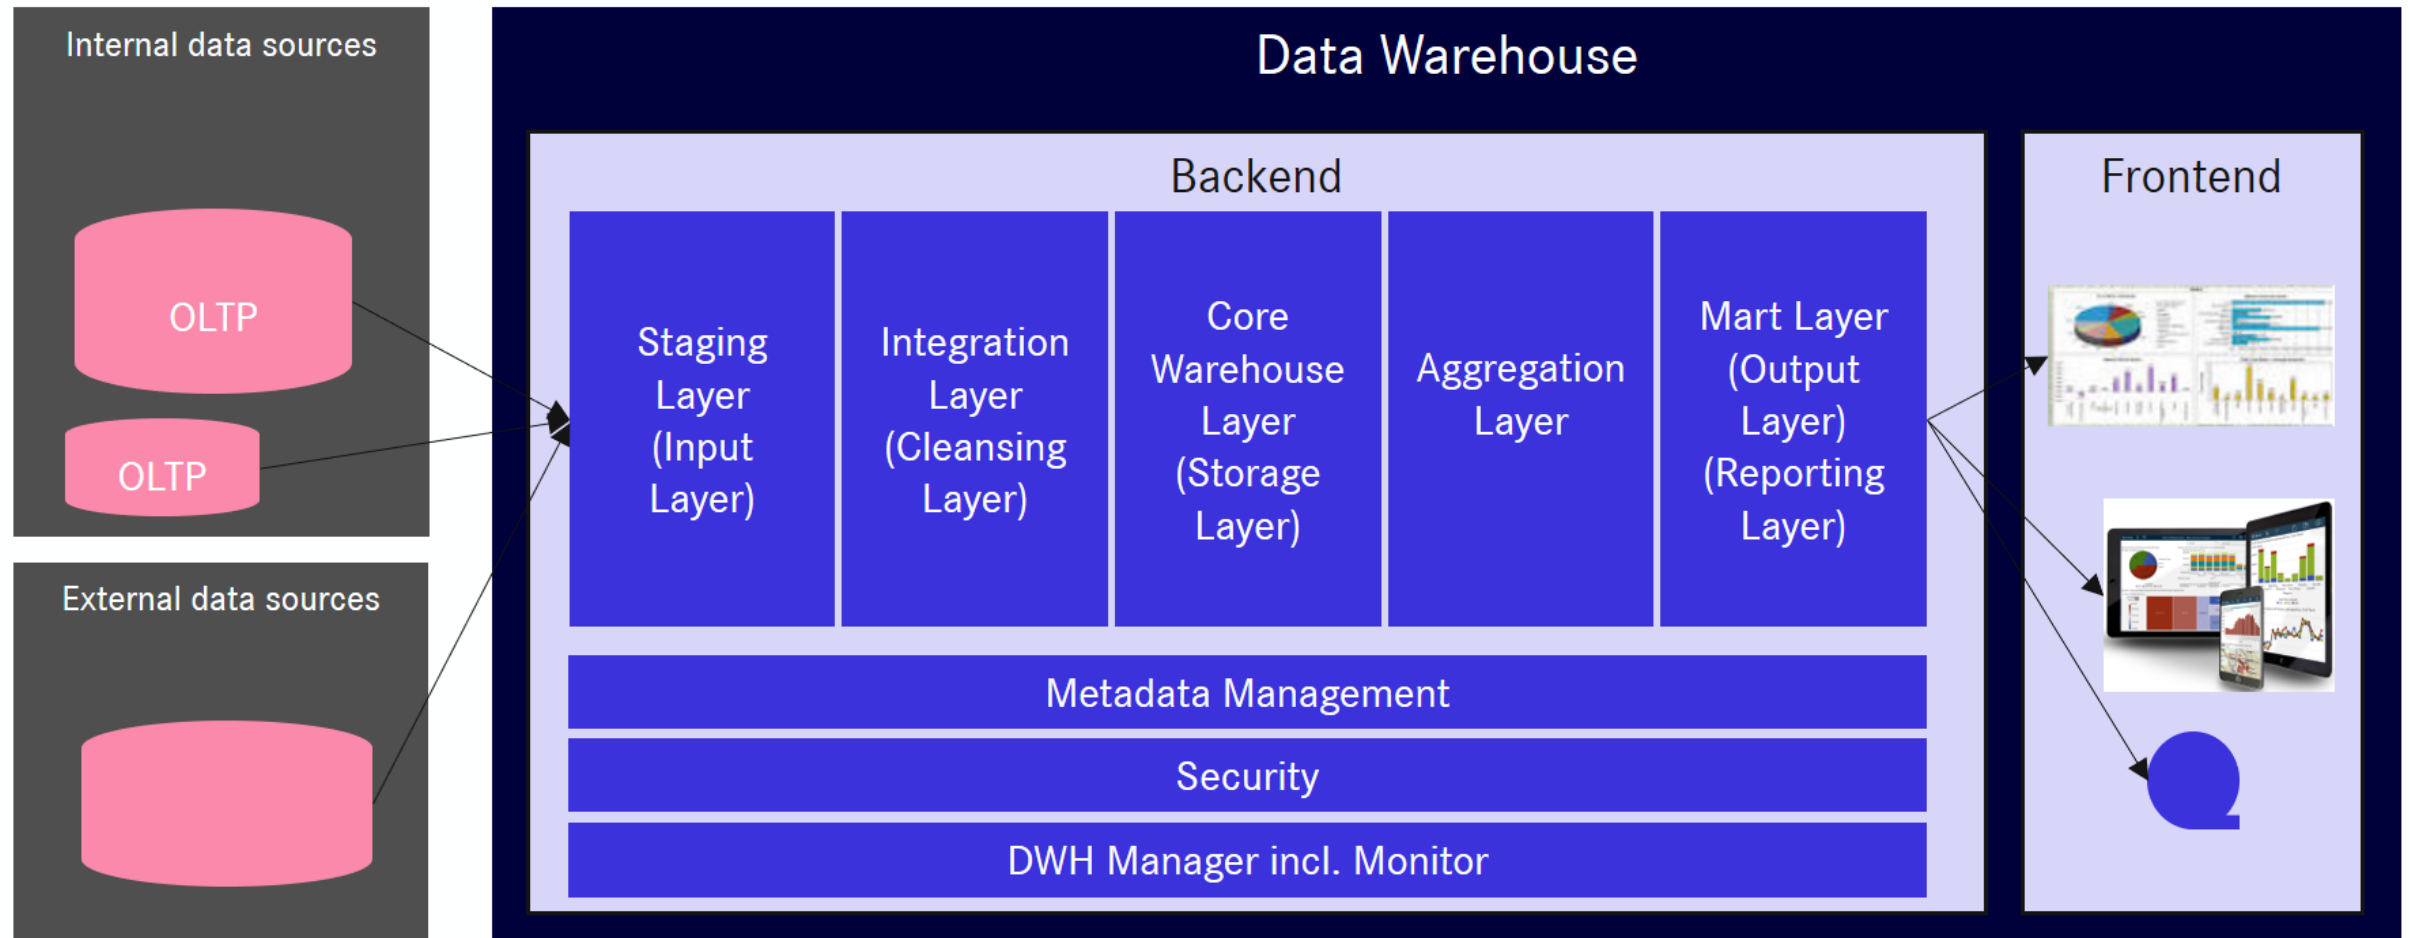 Internal data sources
OLTP
OLTP
External data sources
Data Warehouse
Backend
Staging
Layer
(Input
Layer)
Integration
Layer
(Cleansing
Layer)
Core
Warehouse
Layer
(Storage
Layer)
Aggregation
Layer
Mart Layer
(Output
Layer)
(Reporting
Layer)
Metadata Management
Security
DWH Manager incl. Monitor
Frontend